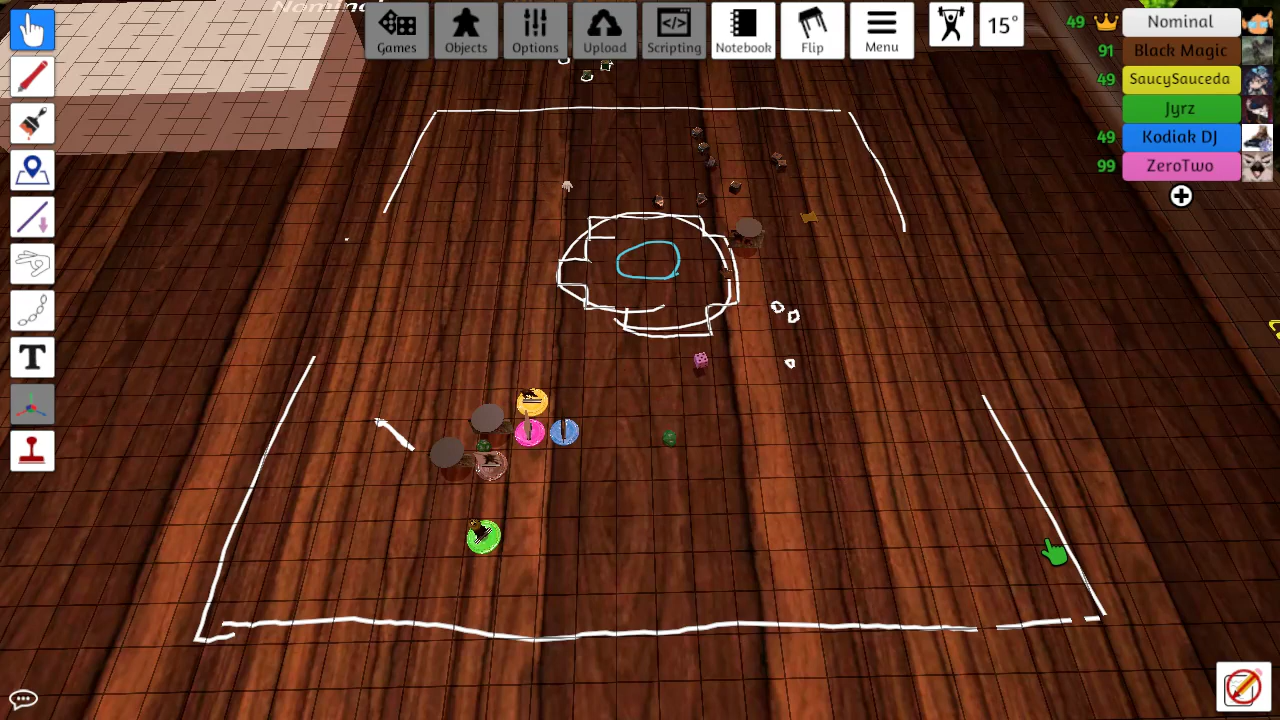 Nominal
Games
Objects
Options
Upload
Scripting
Notebook
Flip
Menu
15°
49 Nominal
91 Black Magic
49 SaucySauceda
Jyrz
49 Kodiak DJ
99 ZeroTwo
T